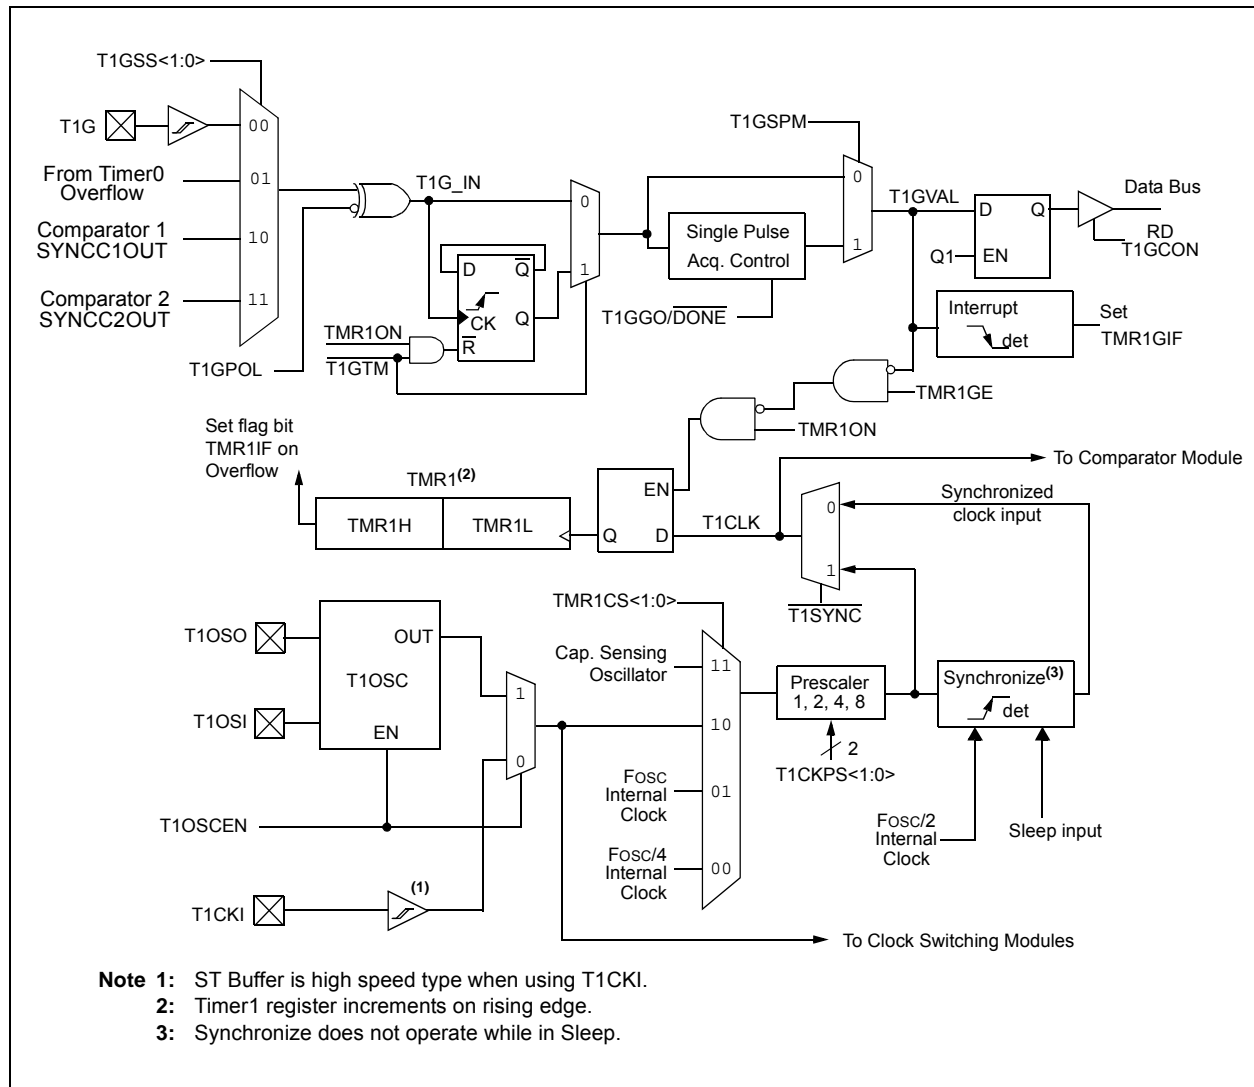 T1GSS<1:0>
T1G
00
From Timer0
Overflow
01
Comparator 1
SYNCC1OUT
10
Comparator 2
SYNCC2OUT
11
T1GPOL
T1G_IN
0
1
D
Q
CK
Q
R
TMR1ON
T1GTM
T1GSPM
0
1
Single Pulse
Acq. Control
T1GGO/DONE
T1GVAL
D
Q
Q1
EN
Data Bus
RD
T1GCON
Interrupt
det
Set
TMR1GIF
TMR1GE
TMR1ON
Set flag bit
TMR1IF on
Overflow
TMR1(2)
TMR1H
TMR1L
EN
Q
D
T1CLK
To Comparator Module
0
1
Synchronized
clock input
T1SYNC
TMR1CS<1:0>
T1OSO
OUT
T1OSC
T1OSI
EN
1
0
T1OSCEN
T1CKI
(1)
Cap. Sensing
Oscillator
11
10
FOSC
Internal
Clock
01
FOSC/4
Internal
Clock
00
Prescaler
1, 2, 4, 8
2
T1CKPS<1:0>
Synchronize(3)
det
FOSC/2
Internal
Clock
Sleep input
To Clock Switching Modules
Note 1: ST Buffer is high speed type when using T1CKI.
2: Timer1 register increments on rising edge.
3: Synchronize does not operate while in Sleep.